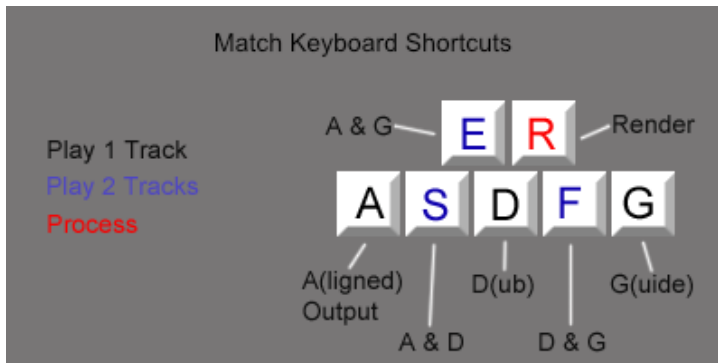 Match Keyboard Shortcuts
A & G
E
R
Render
Play 1 Track
Play 2 Tracks
Process
A
S
D
F
G
A(ligned)
Output
D(ub)
G(uide)
A & D
D & G